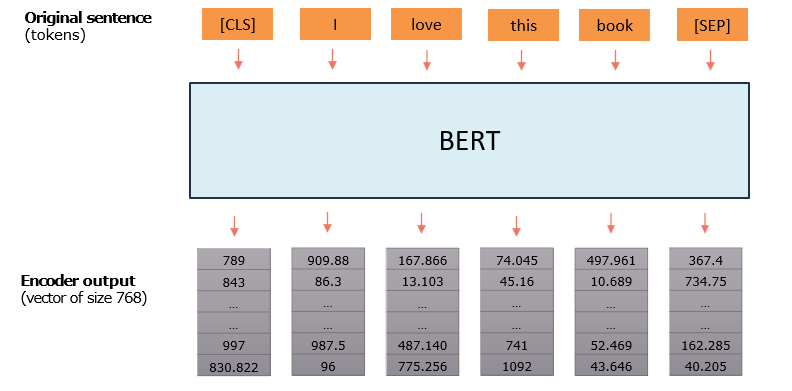 Original sentence
(tokens)
[CLS] I love this book [SEP]
BERT
Encoder output
(vector of size 768)
789 909.88 167.866 74.045 497.961 367.4
843 86.3 13.103 45.16 10.689 734.75
... ... ... ... ... ...
... ... ... ... ... ...
997 987.5 487.140 741 52.469 162.285
830.822 96 775.256 1092 43.646 40.205